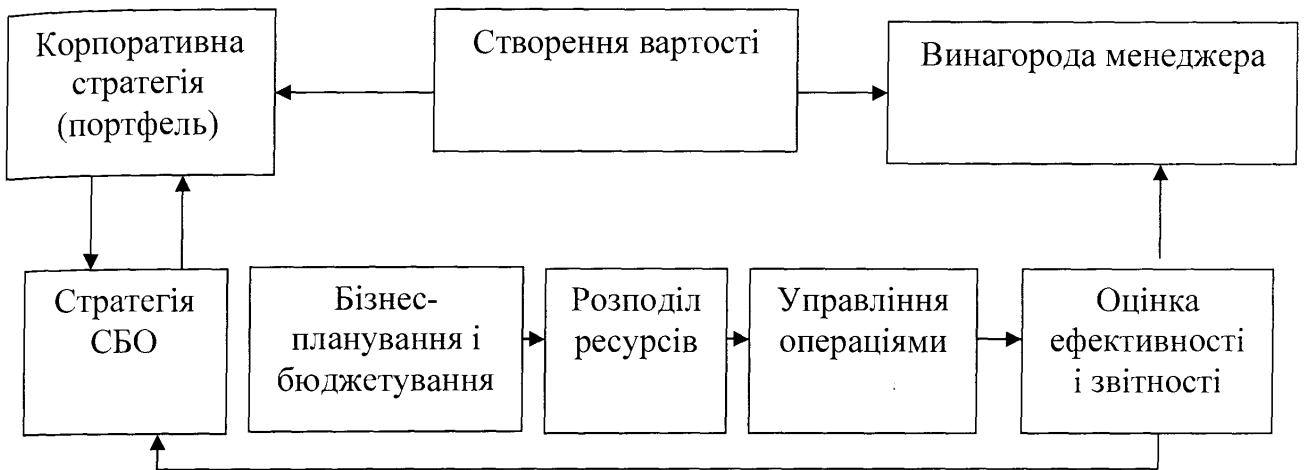 Корпоративна
стратегія
(портфель)
Створення вартості
Винагорода менеджера
Стратегія
СБО
Бізнес-
планування і
бюджетування
Розподіл
ресурсів
Управління
операціями
Оцінка
ефективності
і звітності